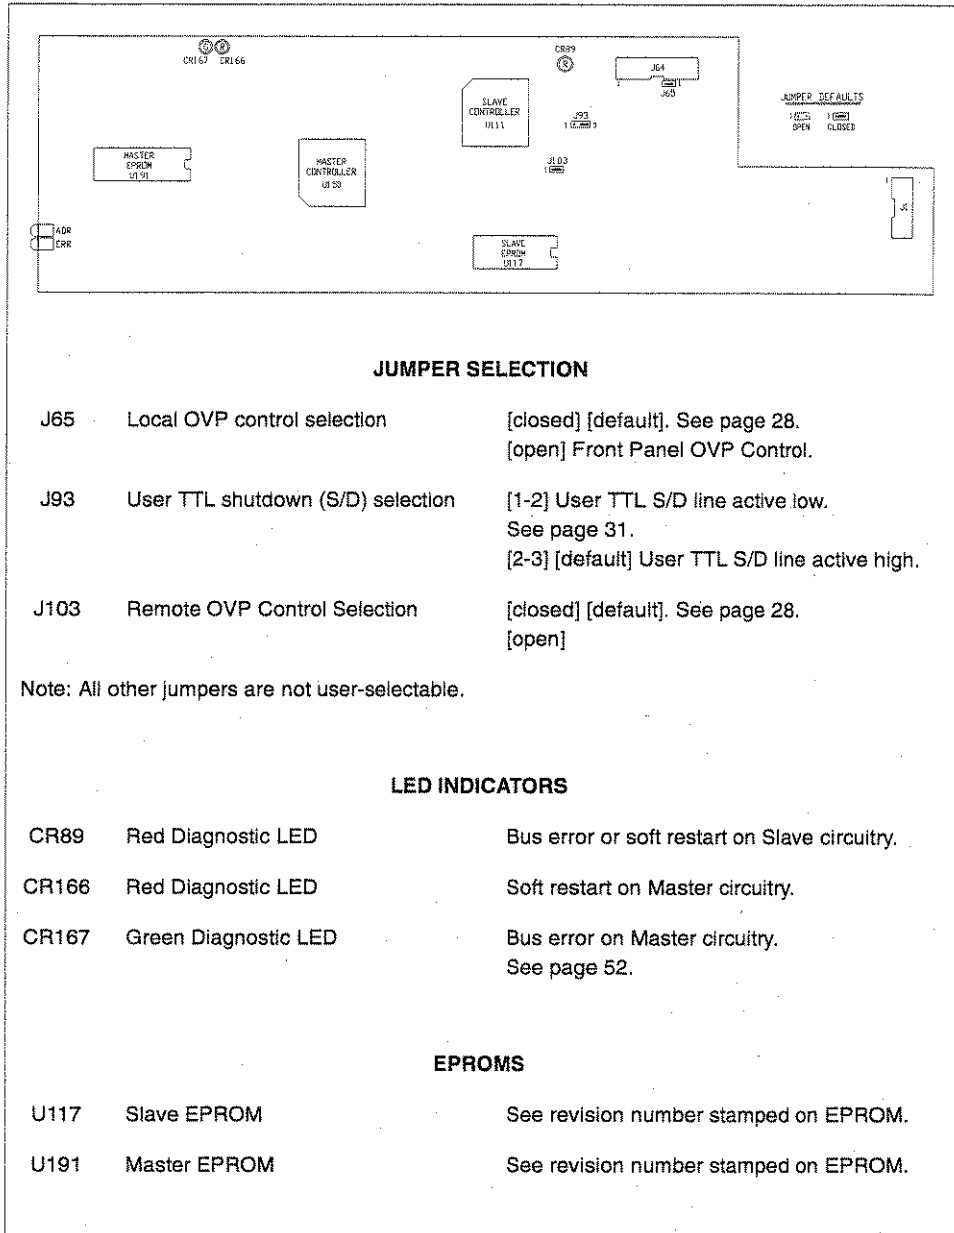 CR167 CR166
G R
CR89
R
J64
1
J65
JUMPER DEFAULTS
OPEN CLOSED
SLAVE
CONTROLLER
U111
J93
1 3
J103
1
MASTER
EPROM
U191
MASTER
CONTROLLER
U150
1
ADR
ERR
SLAVE
EPROM
U117
JUMPER SELECTION
J65 Local OVP control selection [closed] [default]. See page 28.
[open] Front Panel OVP Control.
J93 User TTL shutdown (S/D) selection [1-2] User TTL S/D line active low.
See page 31.
[2-3] [default] User TTL S/D line active high.
J103 Remote OVP Control Selection [closed] [default]. See page 28.
[open]
Note: All other jumpers are not user-selectable.
LED INDICATORS
CR89 Red Diagnostic LED Bus error or soft restart on Slave circuitry.
CR166 Red Diagnostic LED Soft restart on Master circuitry.
CR167 Green Diagnostic LED Bus error on Master circuitry.
See page 52.
EPROMS
U117 Slave EPROM See revision number stamped on EPROM.
U191 Master EPROM See revision number stamped on EPROM.